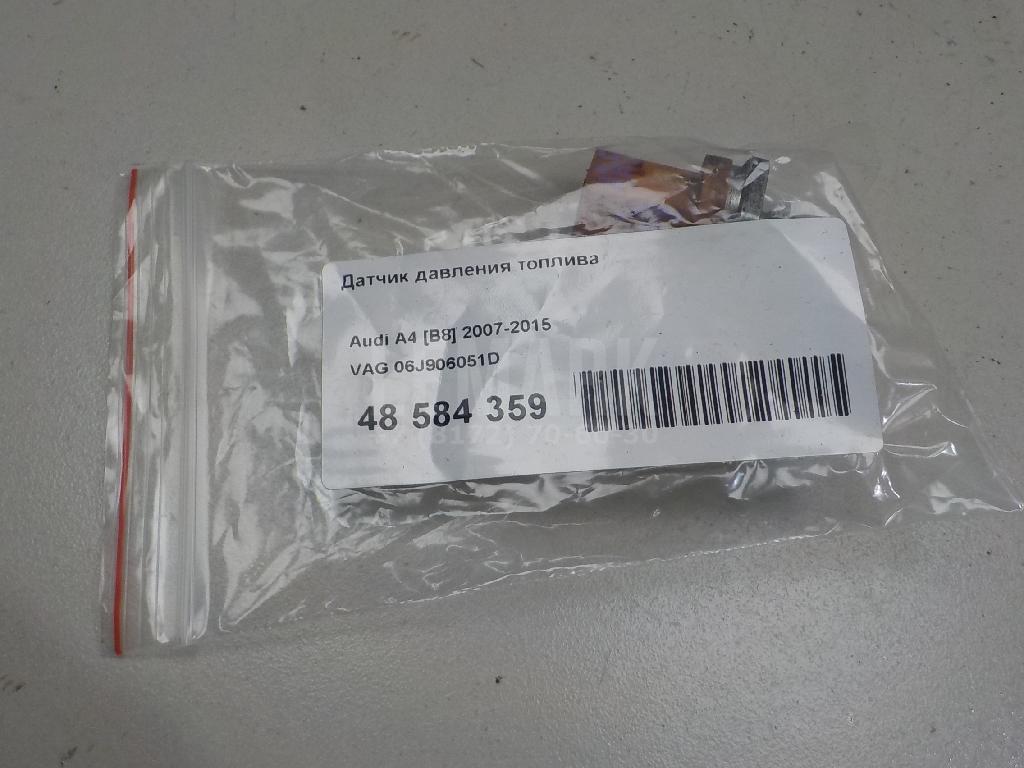 Датчик давления топлива
Audi A4 [B8] 2007-2015
VAG 06J906051D
48 584 359